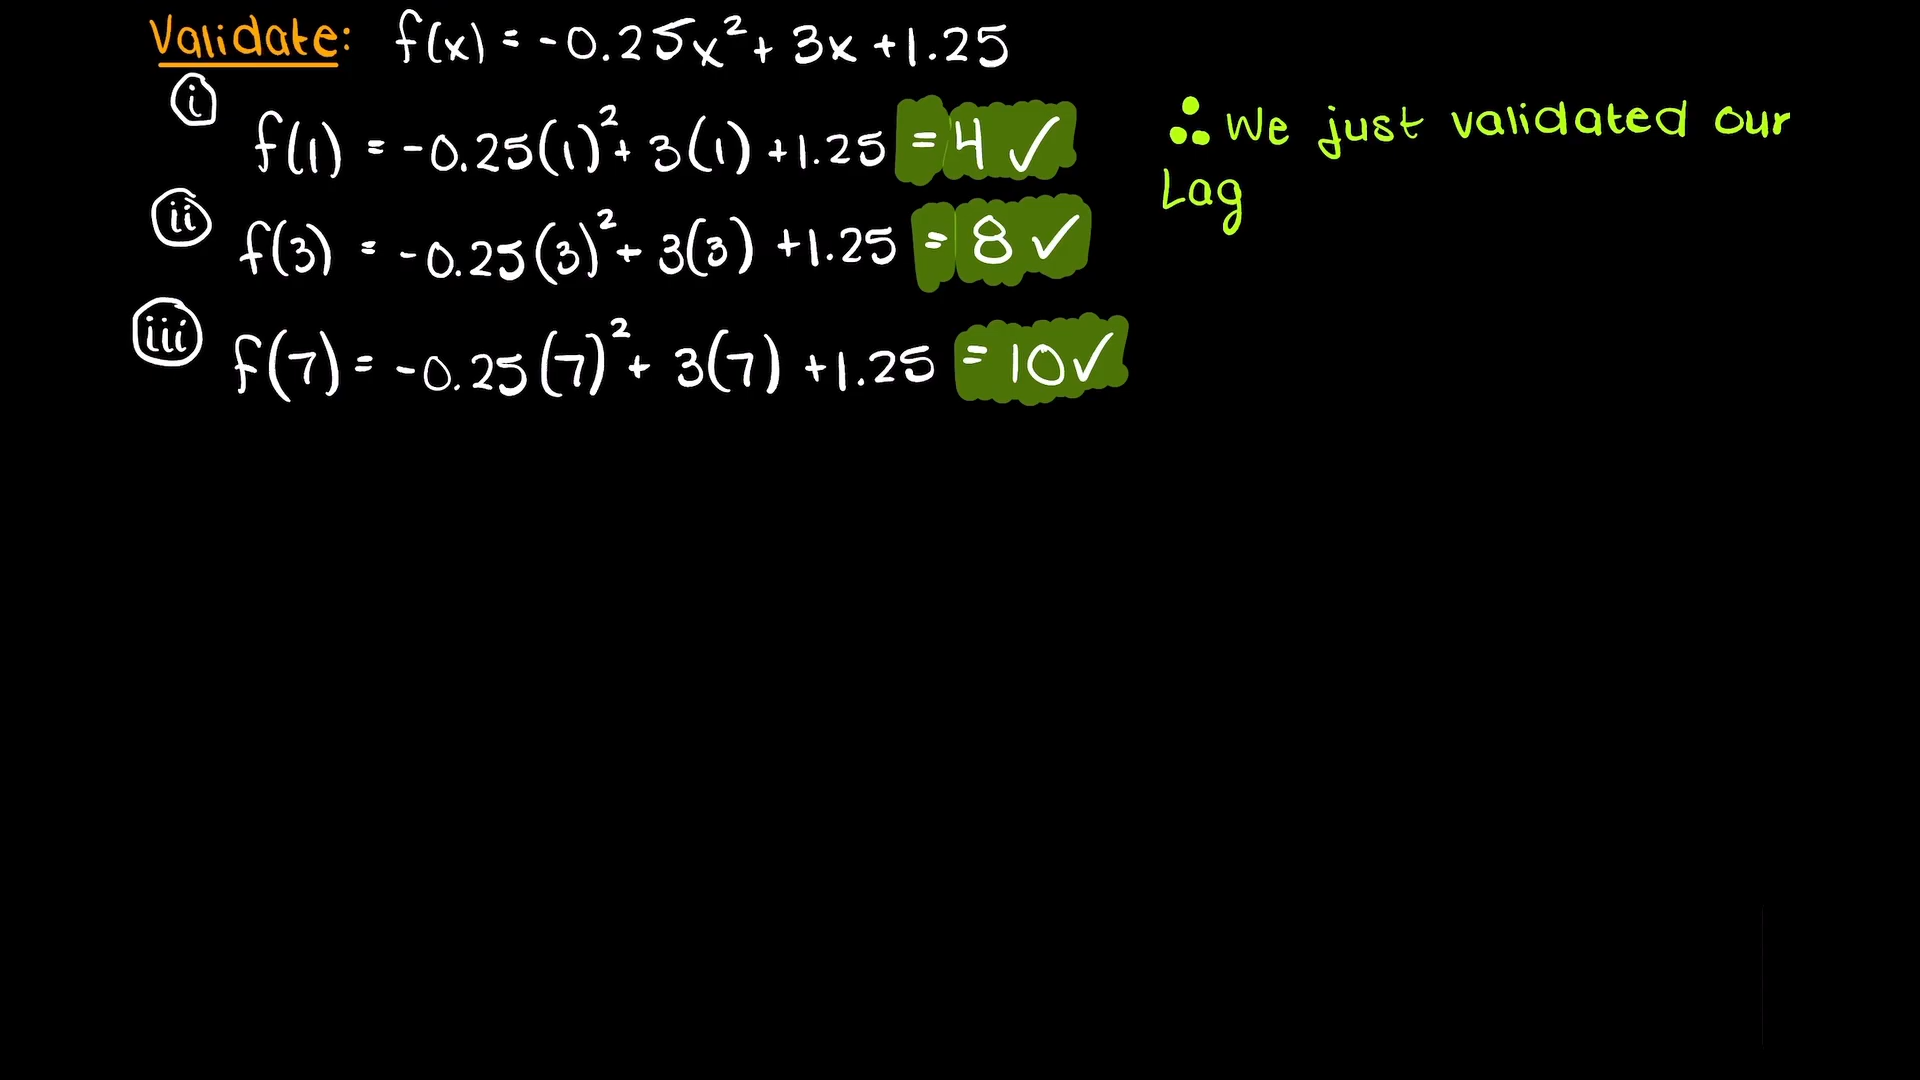 Validate: f(x) = -0.25x² + 3x + 1.25
i
f(1) = -0.25(1)² + 3(1) + 1.25 = 4 ✓
ii
f(3) = -0.25(3)² + 3(3) + 1.25 = 8 ✓
iii
f(7) = -0.25(7)² + 3(7) + 1.25 = 10 ✓
∴ We just validated our
Lag